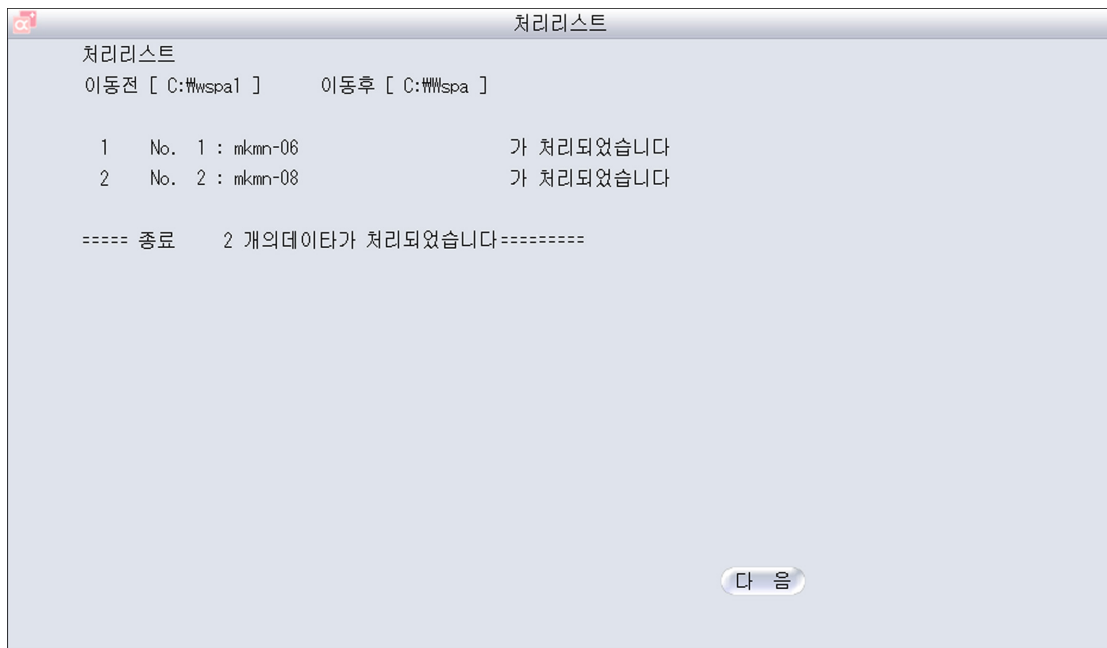 처리리스트
처리리스트
이동전 [ C:₩wspa1 ] 이동후 [ C:₩Wspa ]
1 No. 1 : mkmn-06 가 처리되었습니다
2 No. 2 : mkmn-08 가 처리되었습니다
===== 종료 2 개의데이타가 처리되었습니다=========
다 음